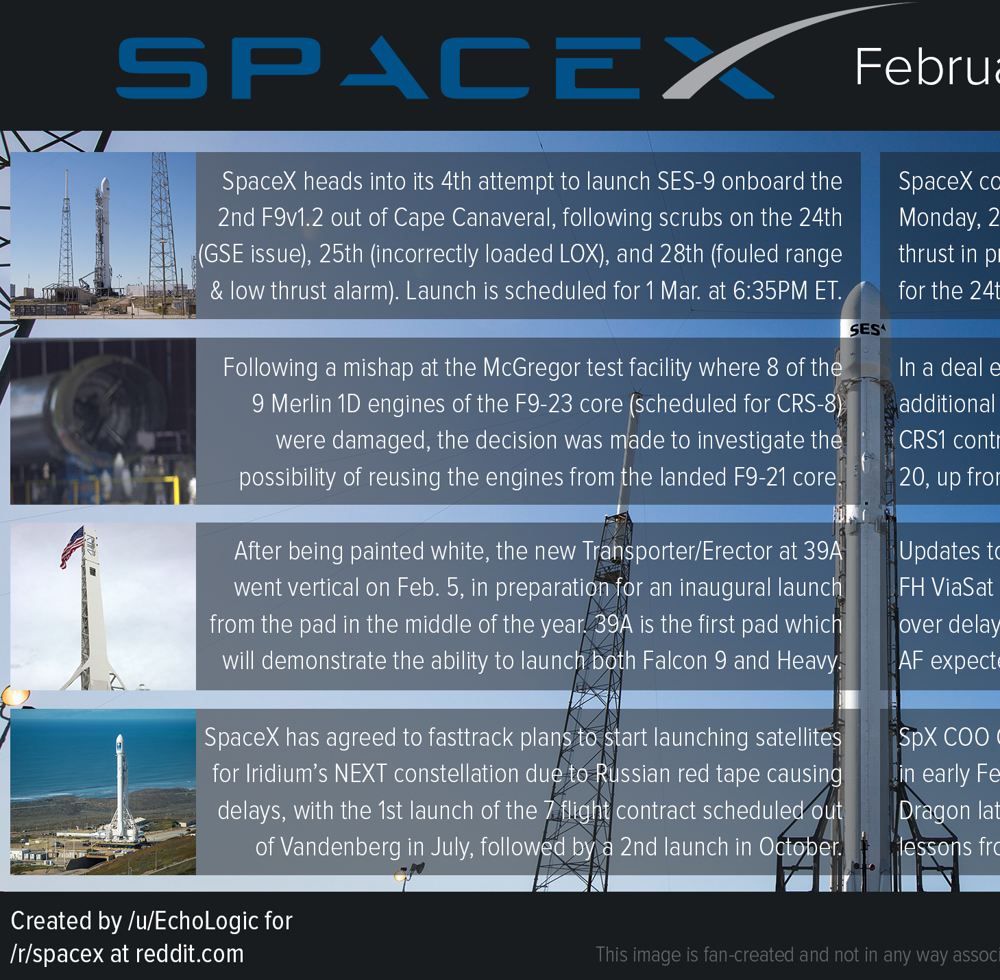 SPACEX
Februa
SpaceX heads into its 4th attempt to launch SES-9 onboard the
2nd F9v1.2 out of Cape Canaveral, following scrubs on the 24th
(GSE issue), 25th (incorrectly loaded LOX), and 28th (fouled range
& low thrust alarm). Launch is scheduled for 1 Mar. at 6:35PM ET.
SpaceX co
Monday, 2
thrust in pr
for the 24t
SES
Following a mishap at the McGregor test facility where 8 of the
9 Merlin 1D engines of the F9-23 core (scheduled for CRS-8)
were damaged, the decision was made to investigate the
possibility of reusing the engines from the landed F9-21 core.
In a deal e
additional
CRS1 contr
20, up fror
After being painted white, the new Transporter/Erector at 39A
went vertical on Feb. 5, in preparation for an inaugural launch
from the pad in the middle of the year. 39A is the first pad which
will demonstrate the ability to launch both Falcon 9 and Heavy.
Updates to
FH ViaSat
over delay
AF expecte
SpaceX has agreed to fasttrack plans to start launching satellites
for Iridium’s NEXT constellation due to Russian red tape causing
delays, with the 1st launch of the 7 flight contract scheduled out
of Vandenberg in July, followed by a 2nd launch in October.
SpX COO G
in early Fe
Dragon lat
lessons fro
Created by /u/EchoLogic for
/r/spacex at reddit.com
This image is fan-created and not in any way associ